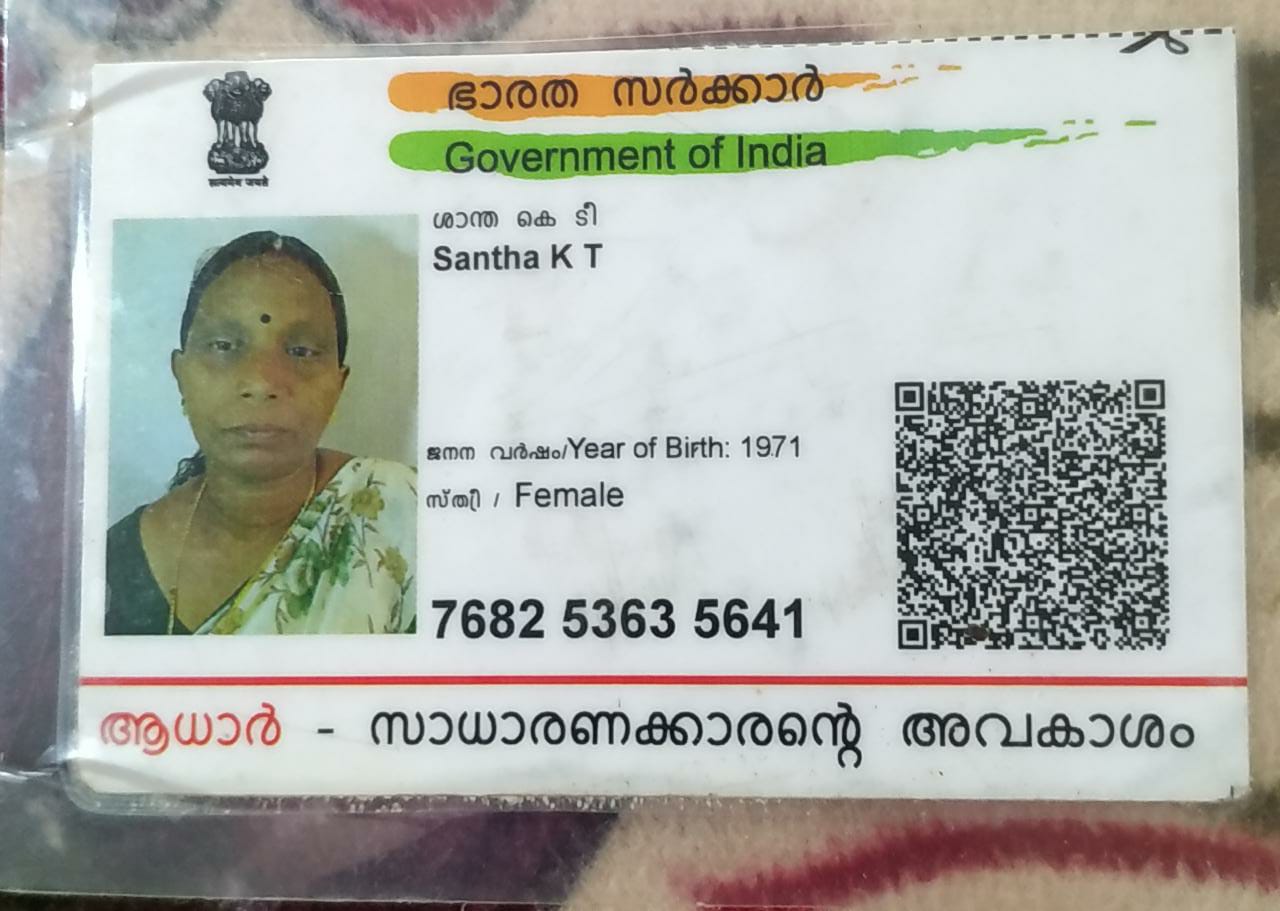 ഭാരത സർക്കാർ
Government of India
सत्यमेव जयते
ശാന്ത കെ ടീ
Santha K T
ജനന വർഷം/Year of Birth: 1971
സ്ത്രീ / Female
7682 5363 5641
ആധാർ - സാധാരണക്കാരന്റെ അവകാശം